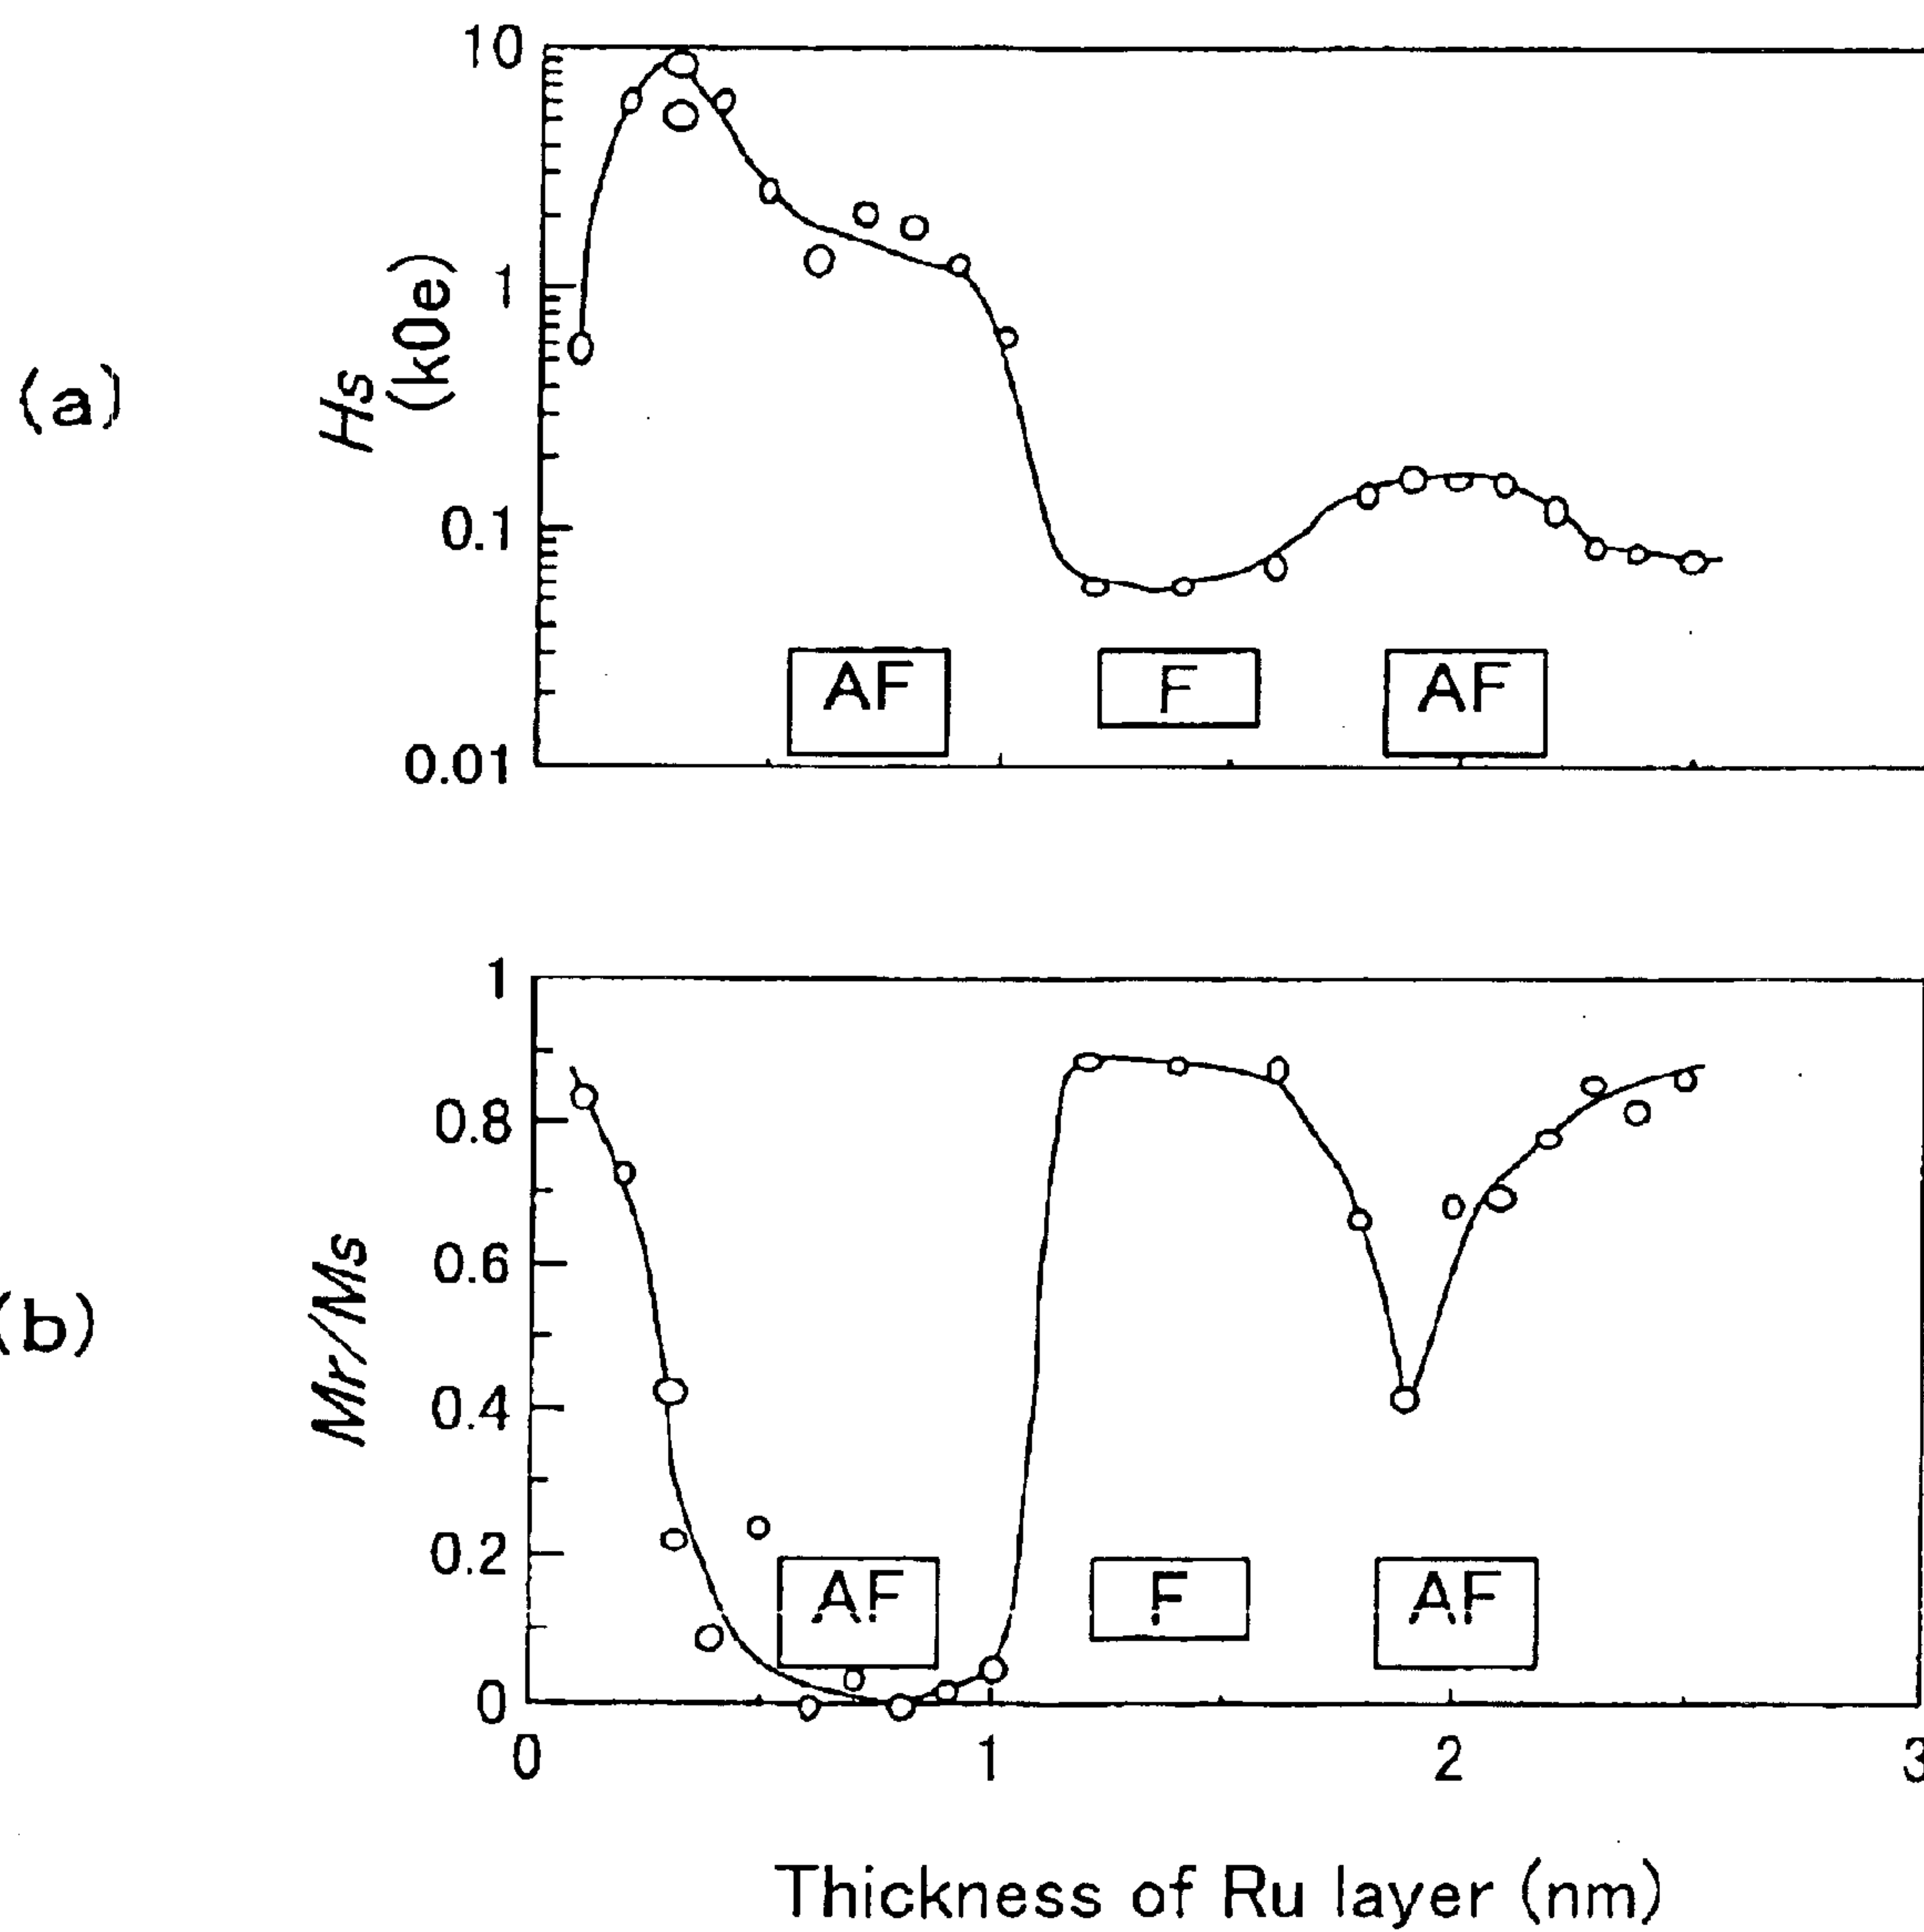 (a)
Hs
(k0e)
10
1
0.1
0.01
AF
F
AF
(b)
Mr/Ms
1
0.8
0.6
0.4
0.2
0
AF
F
AF
0
1
2
3
Thickness of Ru layer (nm)